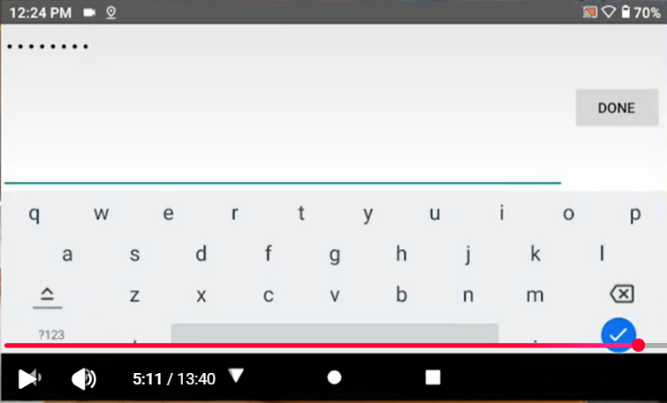 12:24 PM 70%
••••••••
DONE
q w e r t y u i o p
a s d f g h j k l
z x c v b n m
?123 , .
5:11 / 13:40